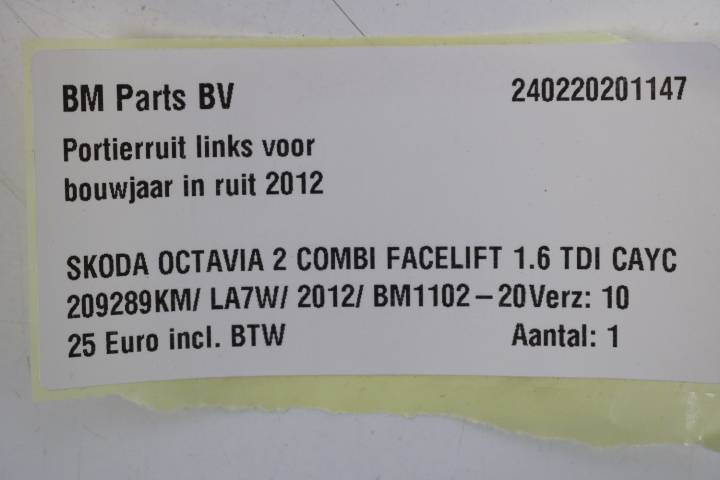 BM Parts BV 240220201147
Portierruit links voor
bouwjaar in ruit 2012
SKODA OCTAVIA 2 COMBI FACELIFT 1.6 TDI CAYC
209289KM/ LA7W/ 2012/ BM1102-20Verz: 10
25 Euro incl. BTW Aantal: 1